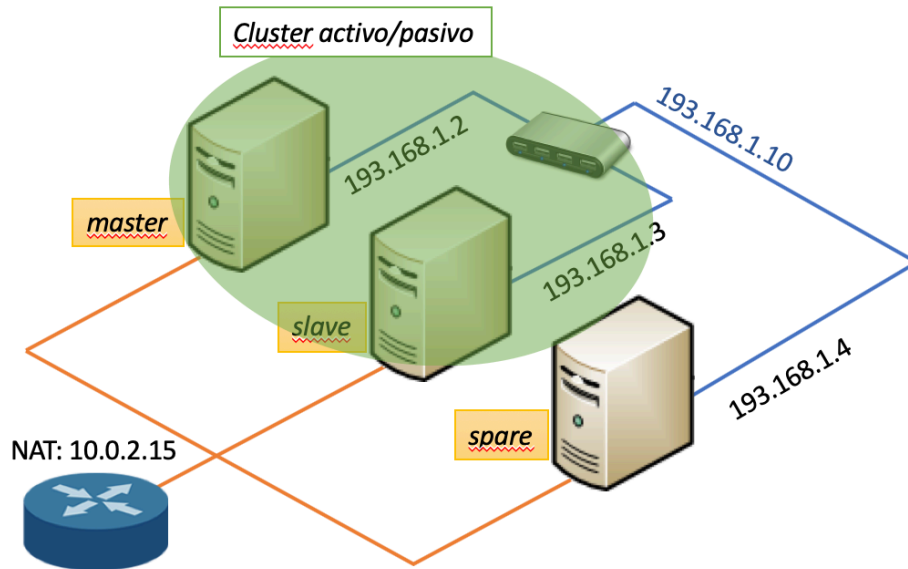 Cluster activo/pasivo
193.168.1.10
193.168.1.2
master
193.168.1.3
slave
193.168.1.4
spare
NAT: 10.0.2.15